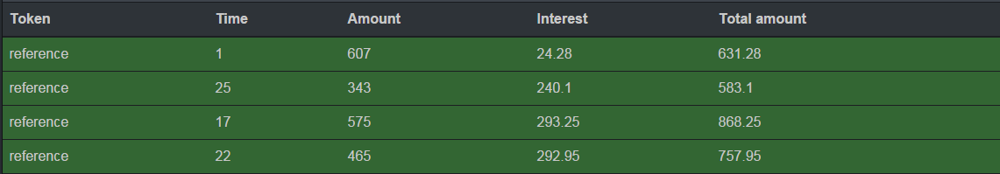 Token Time Amount Interest Total amount
reference 1 607 24.28 631.28
reference 25 343 240.1 583.1
reference 17 575 293.25 868.25
reference 22 465 292.95 757.95